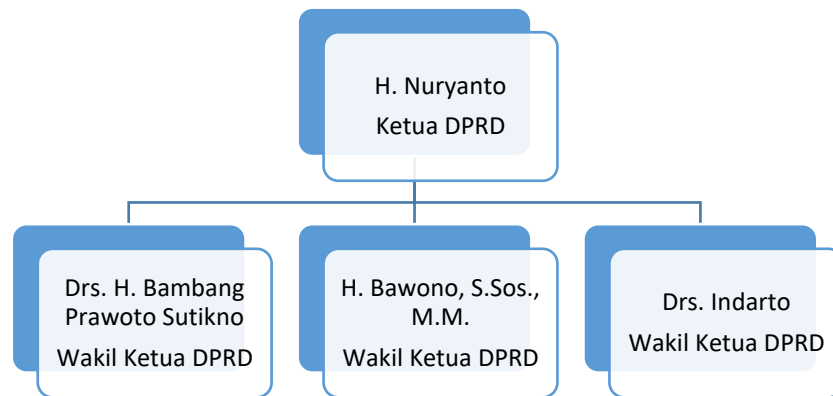 H. Nuryanto
Ketua DPRD
Drs. H. Bambang
Prawoto Sutikno
Wakil Ketua DPRD
H. Bawono, S.Sos.,
M.M.
Wakil Ketua DPRD
Drs. Indarto
Wakil Ketua DPRD